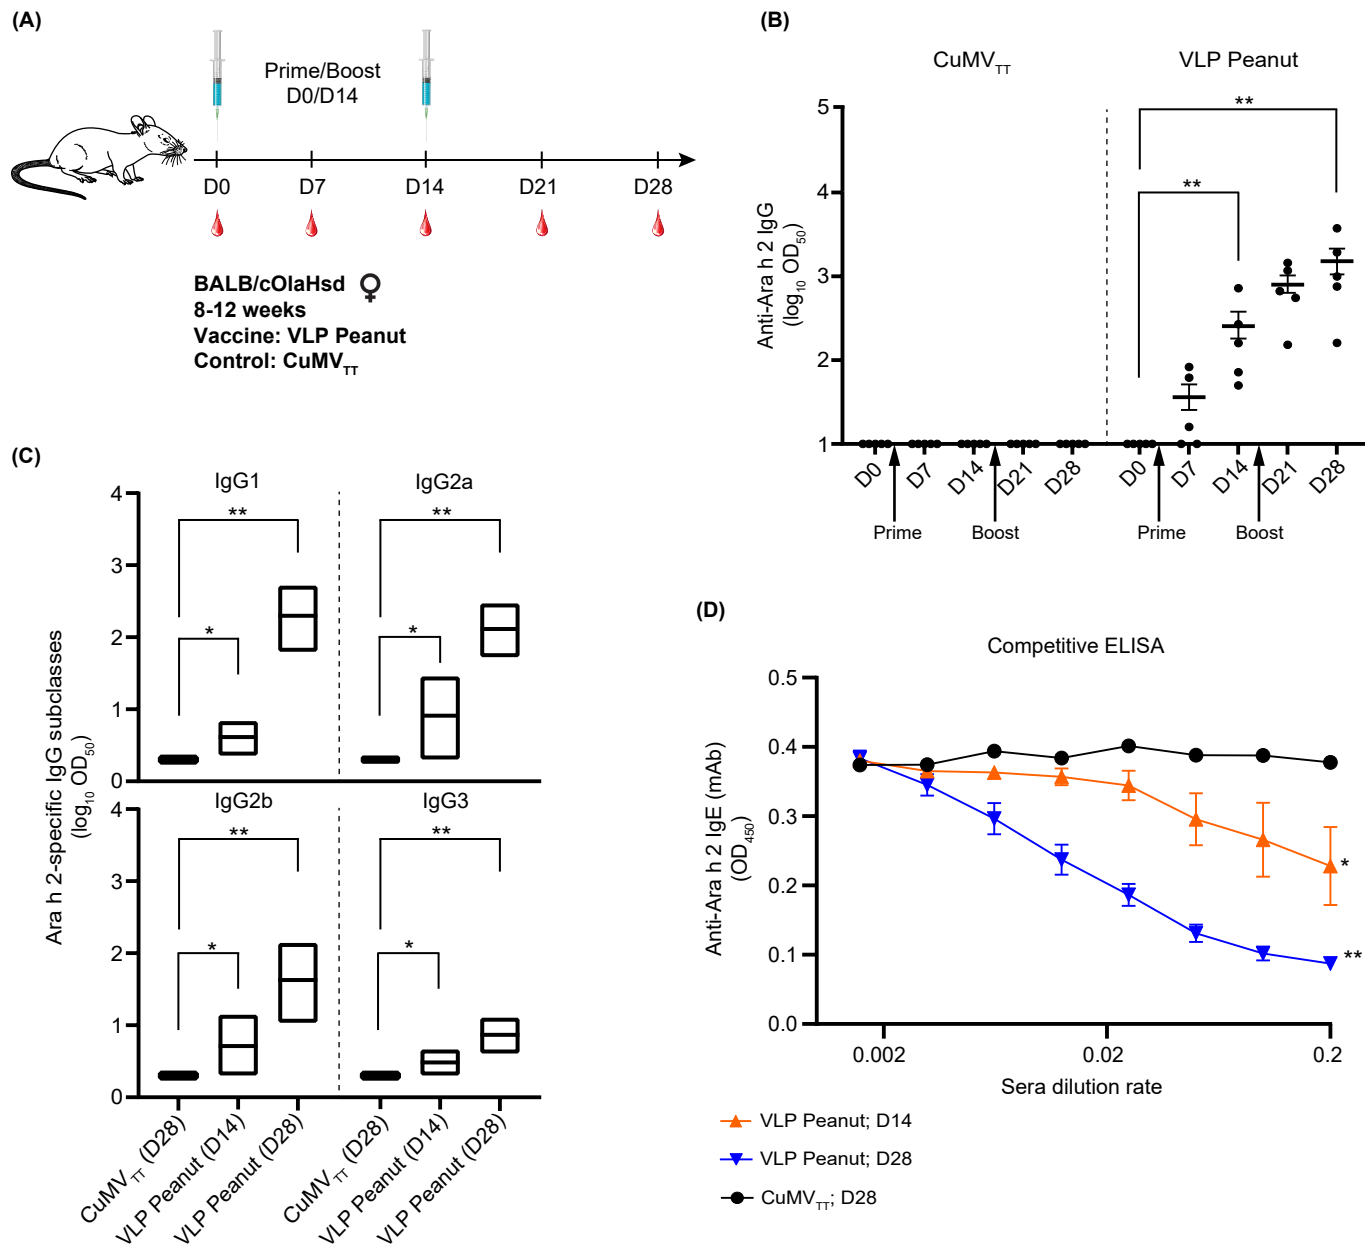 (A)
Prime/Boost
D0/D14
D0 D7 D14 D21 D28
BALB/cOlaHsd ♀
8-12 weeks
Vaccine: VLP Peanut
Control: CuMVTT
(B)
CuMVTT VLP Peanut
Anti-Ara h 2 IgG
(log10 OD50)
5
4
3
2
1
** **
D0 D7 D14 D21 D28 D0 D7 D14 D21 D28
Prime Boost Prime Boost
(C)
Ara h 2-specific IgG subclasses
(log10 OD50)
IgG1 IgG2a
4
3
2
1
0
** **
* *
IgG2b IgG3
4
3
2
1
0
** **
* *
CuMVTT (D28)
VLP Peanut (D14)
VLP Peanut (D28)
CuMVTT (D28)
VLP Peanut (D14)
VLP Peanut (D28)
(D)
Competitive ELISA
Anti-Ara h 2 IgE (mAb)
(OD450)
0.5
0.4
0.3
0.2
0.1
0.0
*
**
0.002 0.02 0.2
Sera dilution rate
VLP Peanut; D14
VLP Peanut; D28
CuMVTT; D28